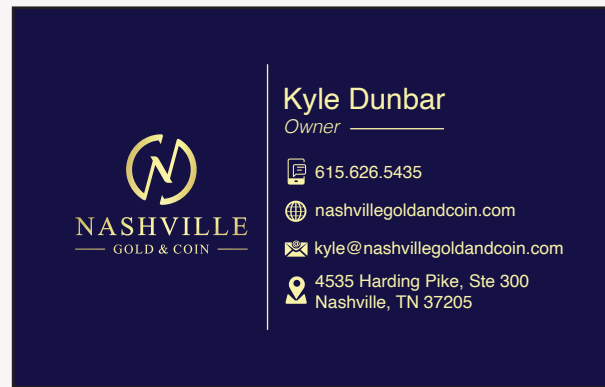 NASHVILLE
GOLD & COIN
Kyle Dunbar
Owner
615.626.5435
nashvillegoldandcoin.com
kyle@nashvillegoldandcoin.com
4535 Harding Pike, Ste 300
Nashville, TN 37205